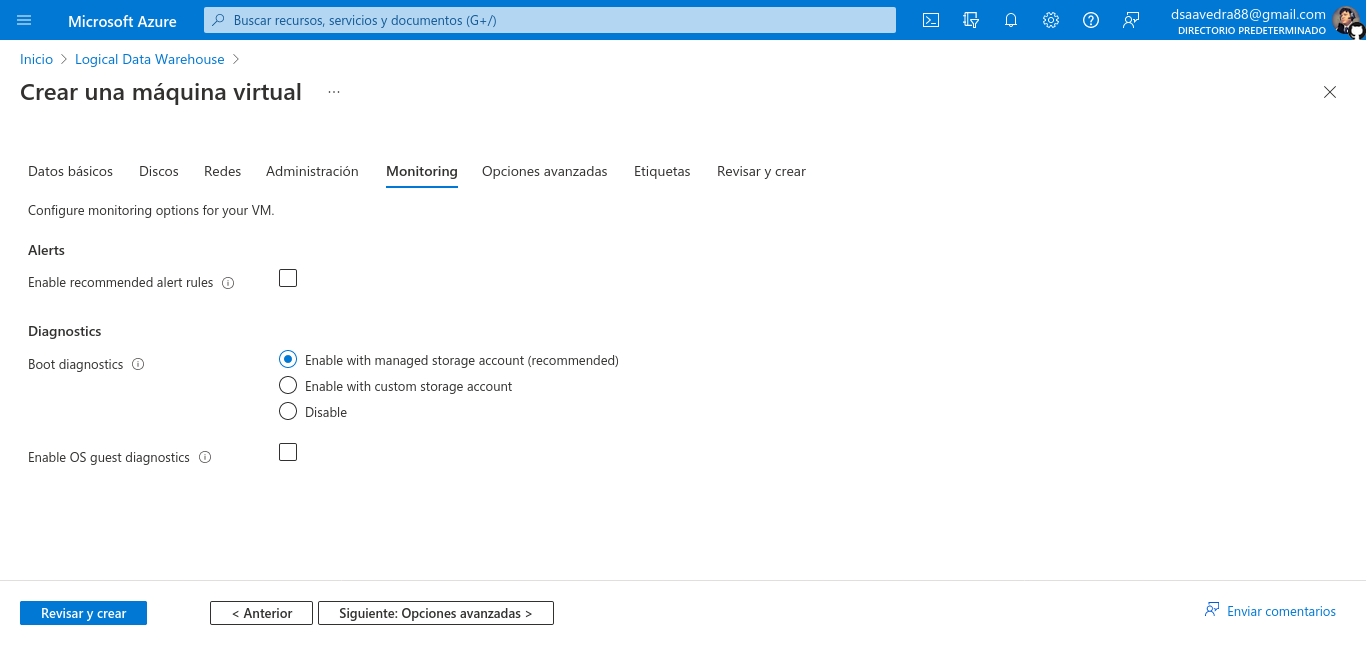 Microsoft Azure
Buscar recursos, servicios y documentos (G+/)
dsaavedra88@gmail.com
DIRECTORIO PREDETERMINADO
Inicio > Logical Data Warehouse >
Crear una máquina virtual ...
Datos básicos Discos Redes Administración Monitoring Opciones avanzadas Etiquetas Revisar y crear
Configure monitoring options for your VM.
Alerts
Enable recommended alert rules
Diagnostics
Boot diagnostics
Enable with managed storage account (recommended)
Enable with custom storage account
Disable
Enable OS guest diagnostics
Revisar y crear
< Anterior
Siguiente: Opciones avanzadas >
Enviar comentarios